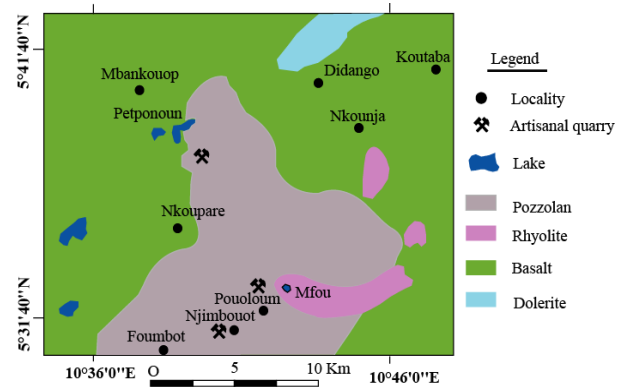 5°41'40''N
5°31'40''N
Mbankouop
Didango
Koutaba
Petponoun
Nkounja
Nkoupare
Mfou
Pouoloum
Njimbouot
Foumbot
10°36'0''E
10°46'0''E
O 5 10 Km
Legend
Locality
Artisanal quarry
Lake
Pozzolan
Rhyolite
Basalt
Dolerite